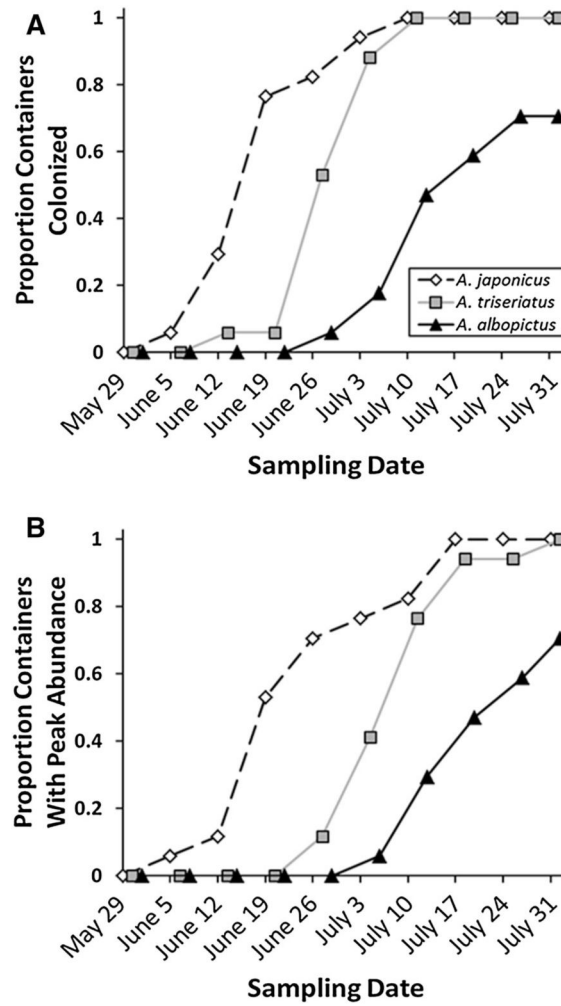 A
Proportion Containers
Colonized
1
0.8
0.6
0.4
0.2
0
A. japonicus
A. triseriatus
A. albopictus
May 29
June 5
June 12
June 19
June 26
July 3
July 10
July 17
July 24
July 31
Sampling Date
B
Proportion Containers
With Peak Abundance
1
0.8
0.6
0.4
0.2
0
May 29
June 5
June 12
June 19
June 26
July 3
July 10
July 17
July 24
July 31
Sampling Date